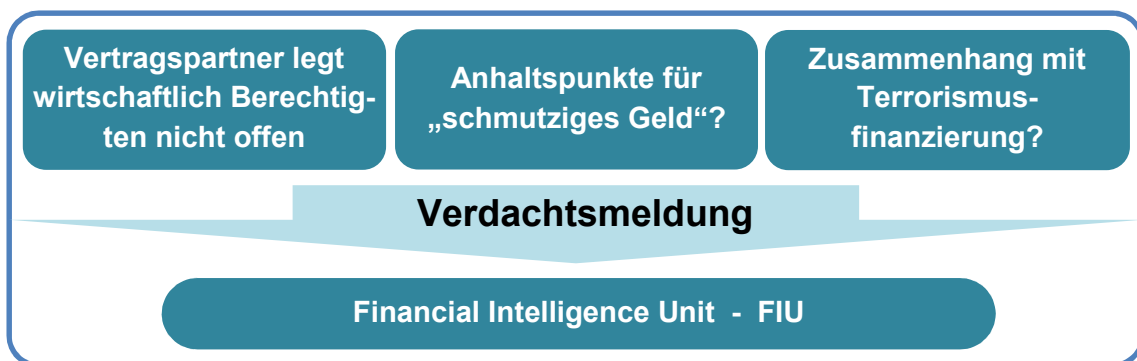 Vertragspartner legt
wirtschaftlich Berechtig-
ten nicht offen
Anhaltspunkte für
„schmutziges Geld“?
Zusammenhang mit
Terrorismus-
finanzierung?
Verdachtsmeldung
Financial Intelligence Unit - FIU